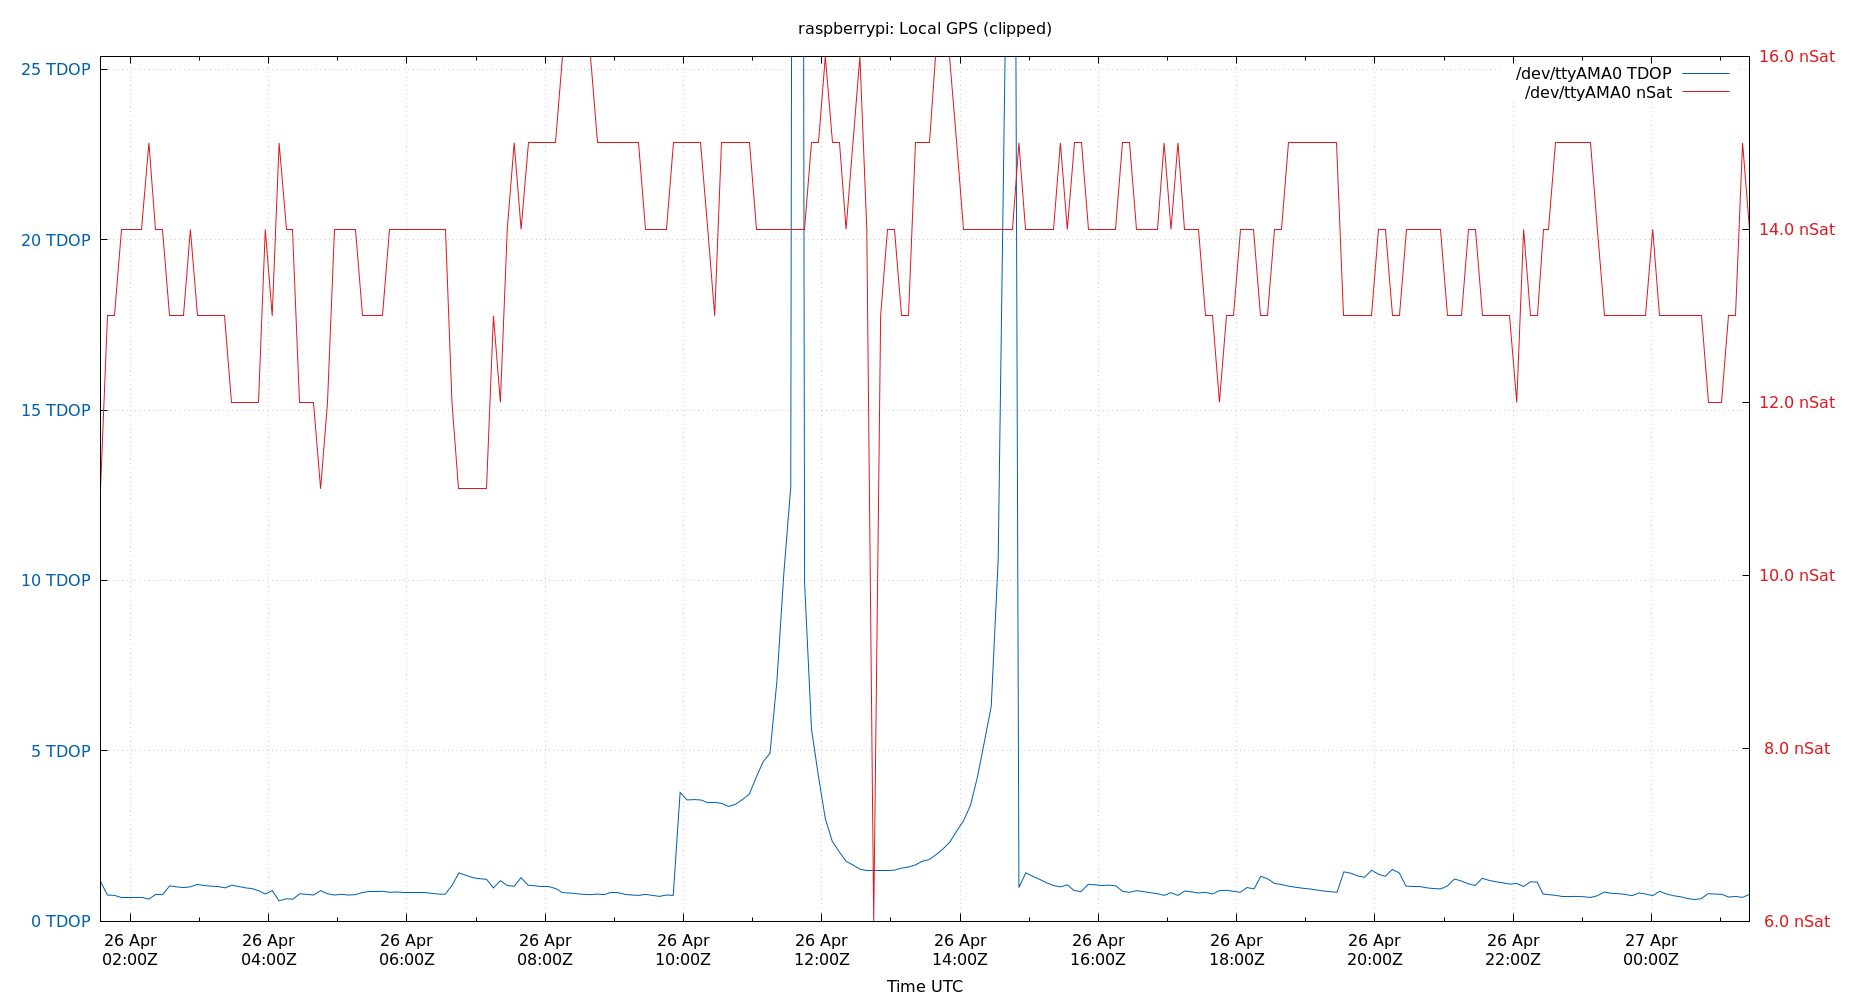 raspberrypi: Local GPS (clipped)
25 TDOP
20 TDOP
15 TDOP
10 TDOP
5 TDOP
0 TDOP
16.0 nSat
14.0 nSat
12.0 nSat
10.0 nSat
8.0 nSat
6.0 nSat
/dev/ttyAMA0 TDOP
/dev/ttyAMA0 nSat
26 Apr 26 Apr 26 Apr 26 Apr 26 Apr 26 Apr 26 Apr 26 Apr 26 Apr 26 Apr 26 Apr 27 Apr
02:00Z 04:00Z 06:00Z 08:00Z 10:00Z 12:00Z 14:00Z 16:00Z 18:00Z 20:00Z 22:00Z 00:00Z
Time UTC